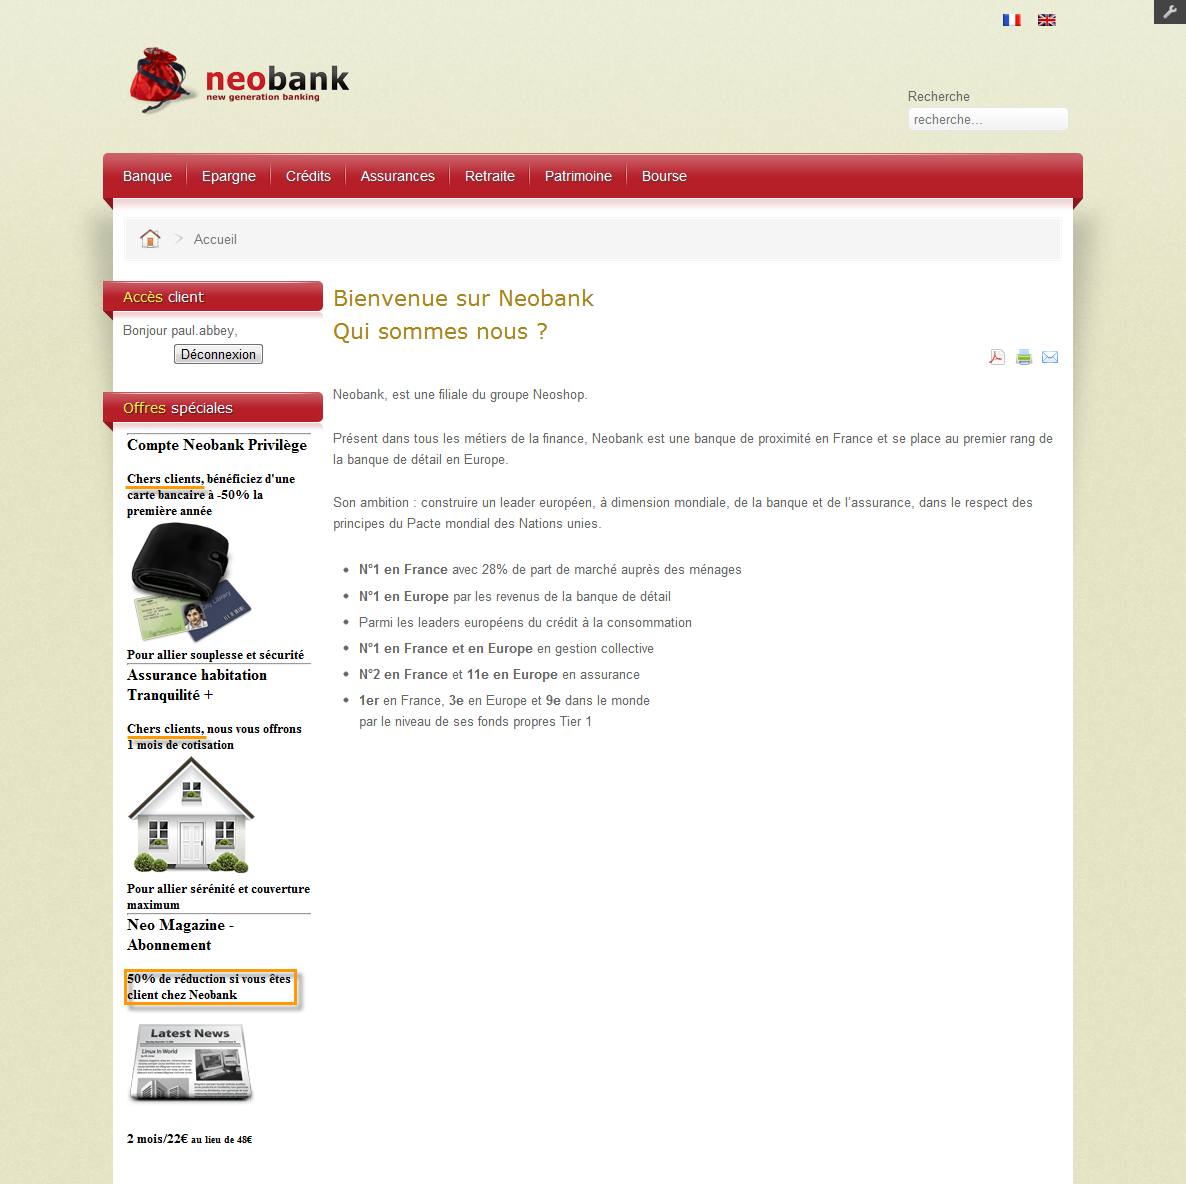 neobank
new generation banking
Recherche
recherche...
Banque
Epargne
Crédits
Assurances
Retraite
Patrimoine
Bourse
Accueil
Accès client
Bonjour paul.abbey,
Déconnexion
Offres spéciales
Compte Neobank Privilège
Chers clients, bénéficiez d'une
carte bancaire à -50% la
première année
Pour allier souplesse et sécurité
Assurance habitation
Tranquilité +
Chers clients, nous vous offrons
1 mois de cotisation
Pour allier sérénité et couverture
maximum
Neo Magazine -
Abonnement
50% de réduction si vous êtes
client chez Neobank
Latest News
Linux In World
2 mois/22€ au lieu de 48€
Bienvenue sur Neobank
Qui sommes nous ?
Neobank, est une filiale du groupe Neoshop.
Présent dans tous les métiers de la finance, Neobank est une banque de proximité en France et se place au premier rang de
la banque de détail en Europe.
Son ambition : construire un leader européen, à dimension mondiale, de la banque et de l’assurance, dans le respect des
principes du Pacte mondial des Nations unies.
N°1 en France avec 28% de part de marché auprès des ménages
N°1 en Europe par les revenus de la banque de détail
Parmi les leaders européens du crédit à la consommation
N°1 en France et en Europe en gestion collective
N°2 en France et 11e en Europe en assurance
1er en France, 3e en Europe et 9e dans le monde
par le niveau de ses fonds propres Tier 1